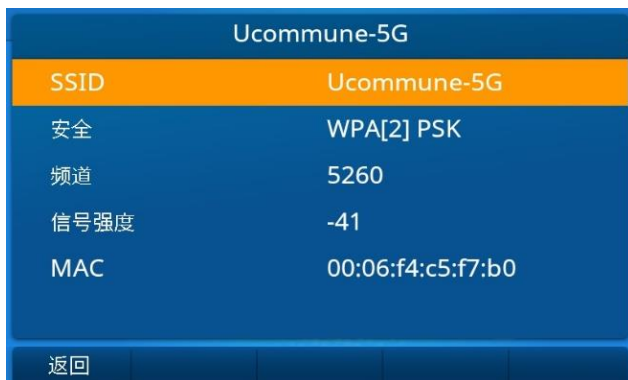 Ucommune-5G
SSID Ucommune-5G
安全 WPA[2] PSK
频道 5260
信号强度 -41
MAC 00:06:f4:c5:f7:b0
返回